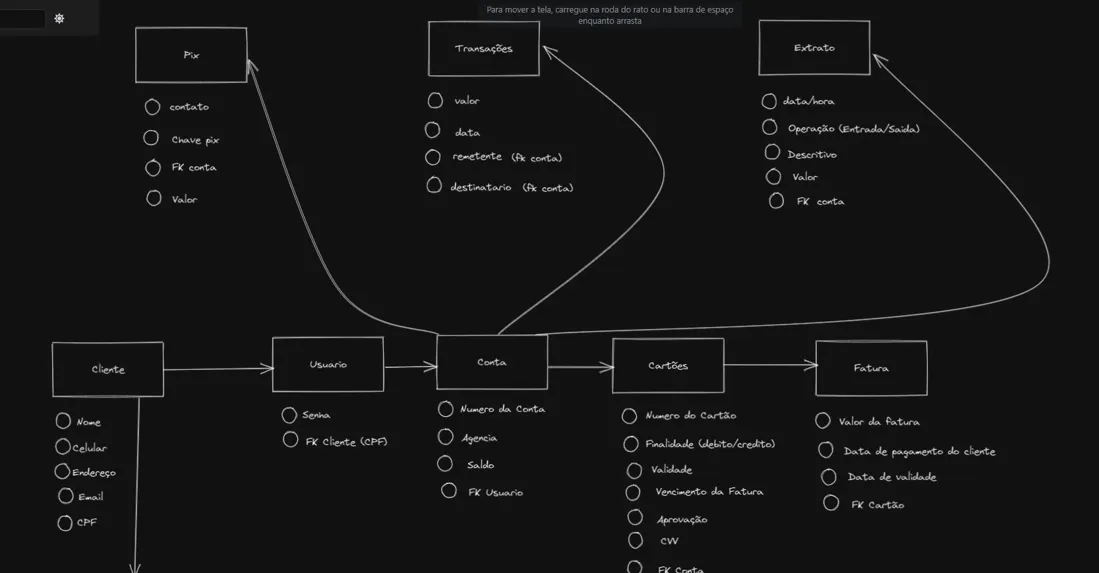 Para mover a tela, carregue na roda do rato ou na barra de espaço
enquanto arrasta
Pix
contato
Chave pix
FK conta
Valor
Transações
valor
data
remetente (fk conta)
destinatario (fk conta)
Extrato
data/hora
Operação (Entrada/Saida)
Descritivo
Valor
FK conta
Cliente
Nome
Celular
Endereço
Email
CPF
Usuario
Senha
FK Cliente (CPF)
Conta
Numero da Conta
Agencia
Saldo
FK Usuario
Cartões
Numero do Cartão
Finalidade (debito/credito)
Validade
Vencimento da Fatura
Aprovação
CVV
FK Conta
Fatura
Valor da fatura
Data de pagamento do cliente
Data de validade
FK Cartão